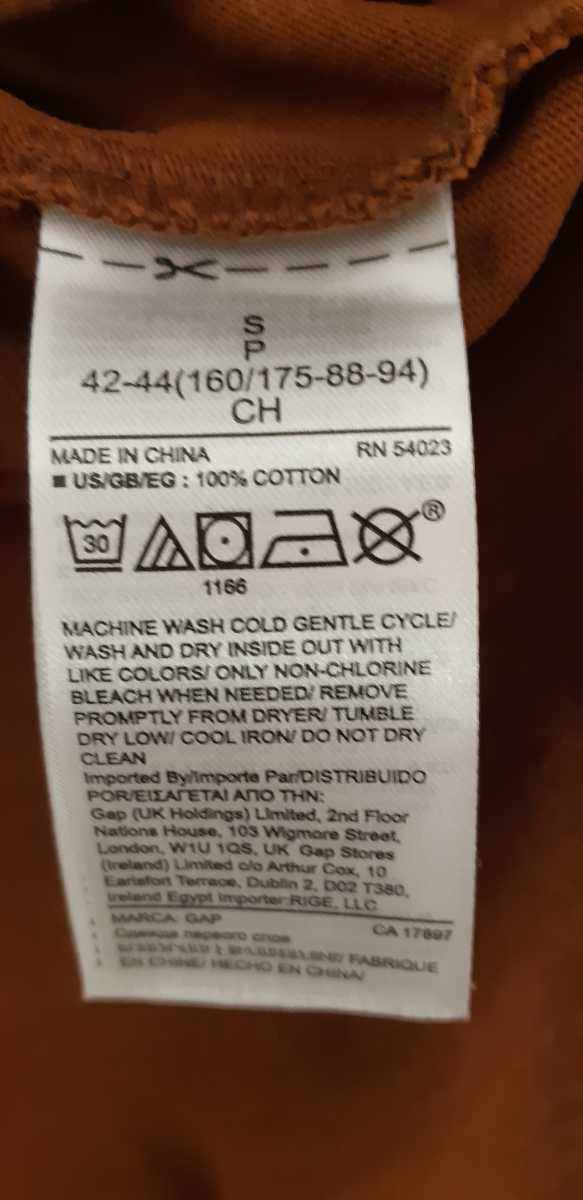 S
P
42-44(160/175-88-94)
CH
MADE IN CHINA RN 54023
■ US/GB/EG : 100% COTTON
30
®
1166
MACHINE WASH COLD GENTLE CYCLE/
WASH AND DRY INSIDE OUT WITH
LIKE COLORS/ ONLY NON-CHLORINE
BLEACH WHEN NEEDED/ REMOVE
PROMPTLY FROM DRYER/ TUMBLE
DRY LOW/ COOL IRON/ DO NOT DRY
CLEAN
Imported By/Importe Par/DISTRIBUIDO
POR/ΕΙΣΑΓΕΤΑΙ ΑΠΟ ΤΗΝ:
Gap (UK Holdings) Limited, 2nd Floor
Nations House, 103 Wigmore Street,
London, W1U 1QS, UK Gap Stores
(Ireland) Limited c/o Arthur Cox, 10
Earlsfort Terrace, Dublin 2, D02 T380,
Ireland Egypt Importer:RIGE, LLC
MARCA: GAP CA 17897
Одежда первого слоя
FABRIQUE
EN CHINE/ HECHO EN CHINA/